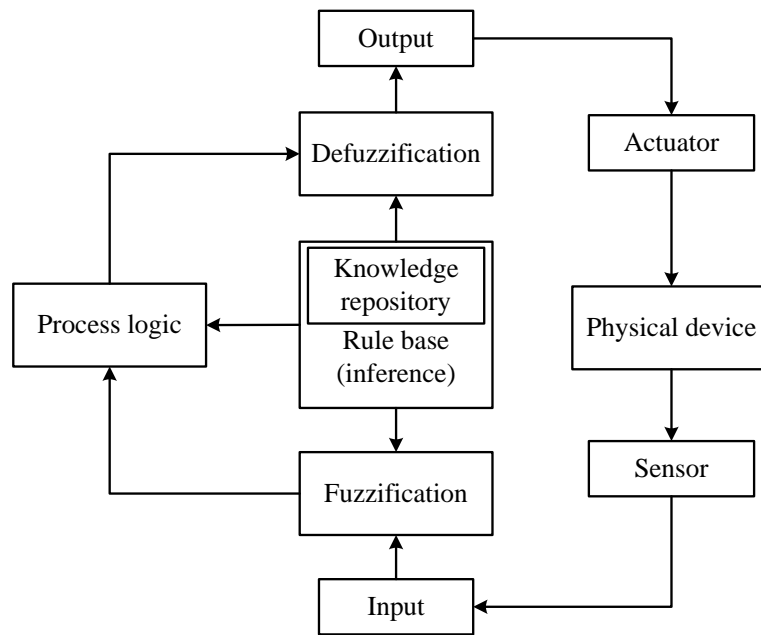 Output
Defuzzification
Actuator
Knowledge
repository
Process logic
Rule base
(inference)
Physical device
Fuzzification
Sensor
Input